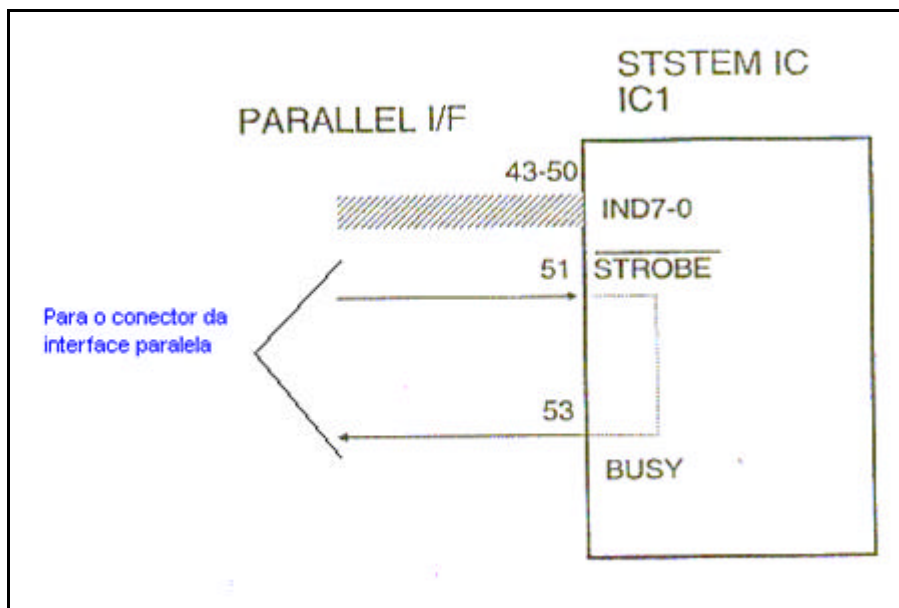 STSTEM IC
IC1
PARALLEL I/F
43-50
IND7-0
51
STROBE
Para o conector da
interface paralela
53
BUSY